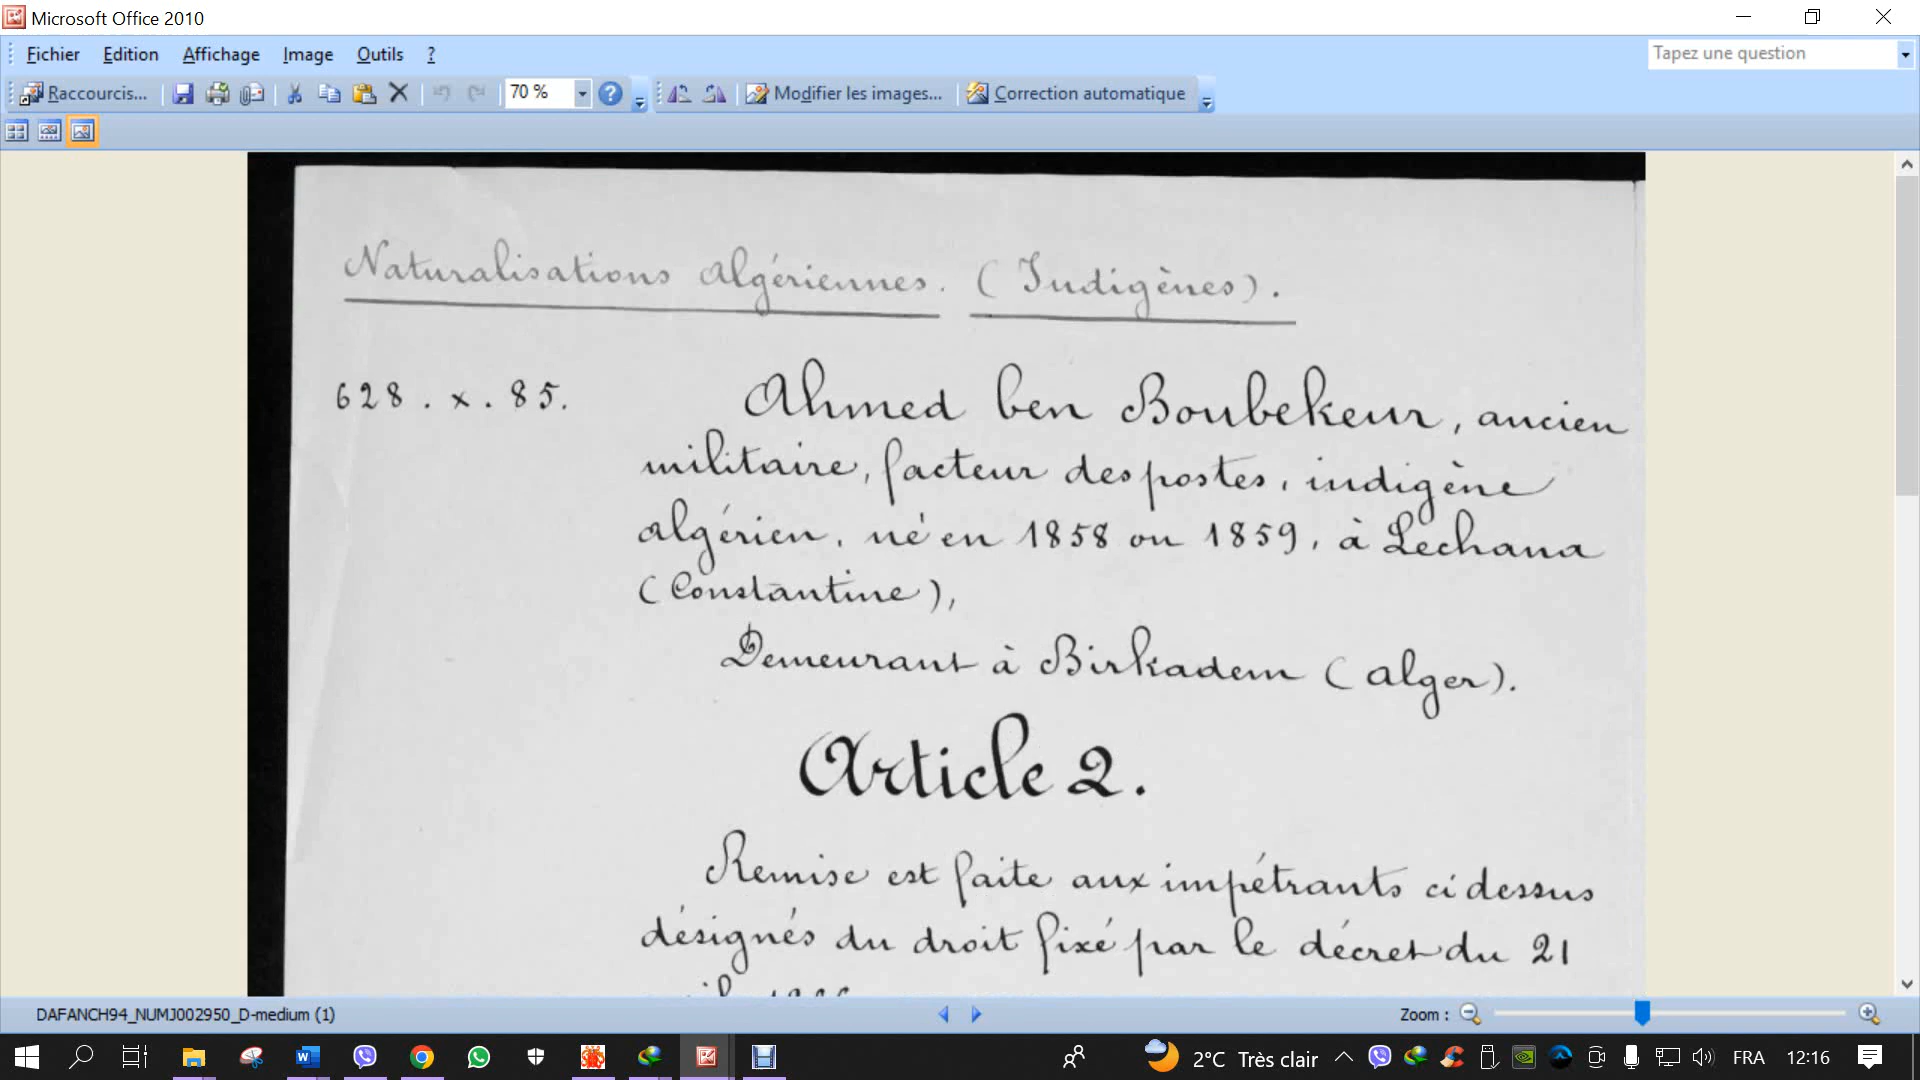 Microsoft Office 2010
Fichier Edition Affichage Image Outils ?
Tapez une question
Raccourcis... 70 % Modifier les images... Correction automatique
Naturalisations algériennes. (Indigènes).
628 . x . 85.
Ahmed ben Boubekeur, ancien
militaire, facteur des postes, indigène
algérien, né en 1858 ou 1859, à Lechana
(Constantine),
Demeurant à Birkadem (alger).
Article 2.
Remise est faite aux impétrants ci dessus
désignés du droit fixé par le décret du 21
DAFANCH94_NUMJ002950_D-medium (1)
Zoom :
2°C Très clair FRA 12:16